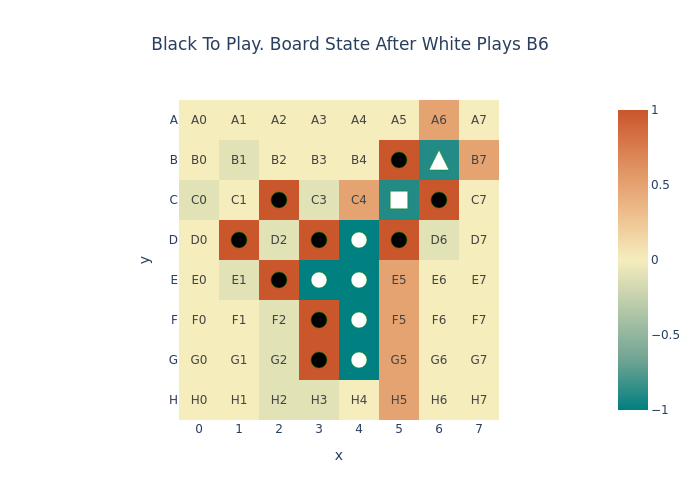 Black To Play. Board State After White Plays B6
A A0 A1 A2 A3 A4 A5 A6 A7
B B0 B1 B2 B3 B4 B7
C C0 C1 C3 C4 C7
D D0 D2 D6 D7
E E0 E1 E5 E6 E7
F F0 F1 F2 F5 F6 F7
G G0 G1 G2 G5 G6 G7
H H0 H1 H2 H3 H4 H5 H6 H7
0 1 2 3 4 5 6 7
x
y
1
0.5
0
−0.5
−1